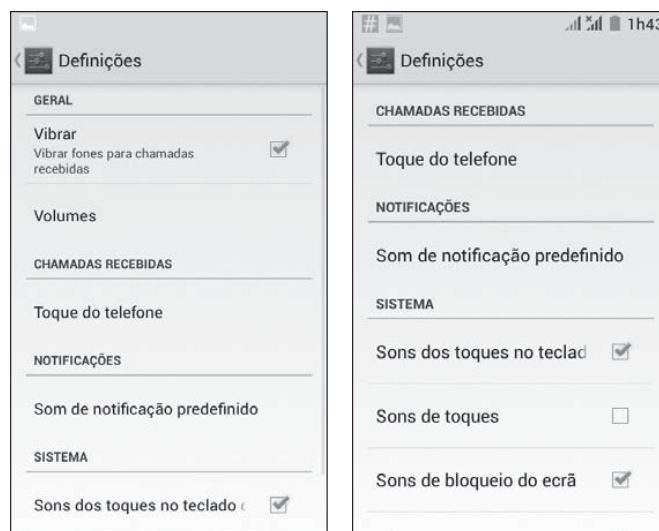 Definições
GERAL
Vibrar
Vibrar fones para chamadas
recebidas
Volumes
CHAMADAS RECEBIDAS
Toque do telefone
NOTIFICAÇÕES
Som de notificação predefinido
SISTEMA
Sons dos toques no teclado
# 1h43
Definições
CHAMADAS RECEBIDAS
Toque do telefone
NOTIFICAÇÕES
Som de notificação predefinido
SISTEMA
Sons dos toques no teclad
Sons de toques
Sons de bloqueio do ecrã